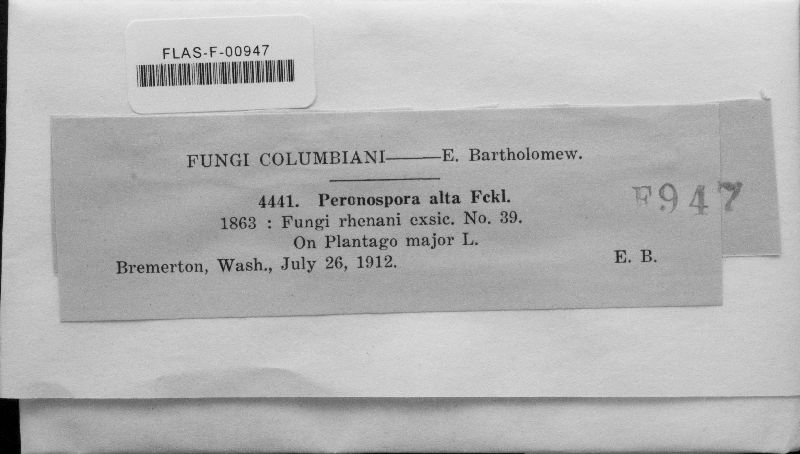 FLAS-F-00947
FUNGI COLUMBIANI—E. Bartholomew.
4441. Peronospora alta Fckl.
1863 : Fungi rhenani exsic. No. 39.
On Plantago major L.
Bremerton, Wash., July 26, 1912. E. B.
F947